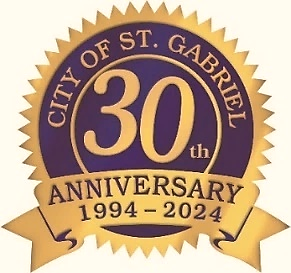 CITY OF ST. GABRIEL
30th
ANNIVERSARY
1994 - 2024